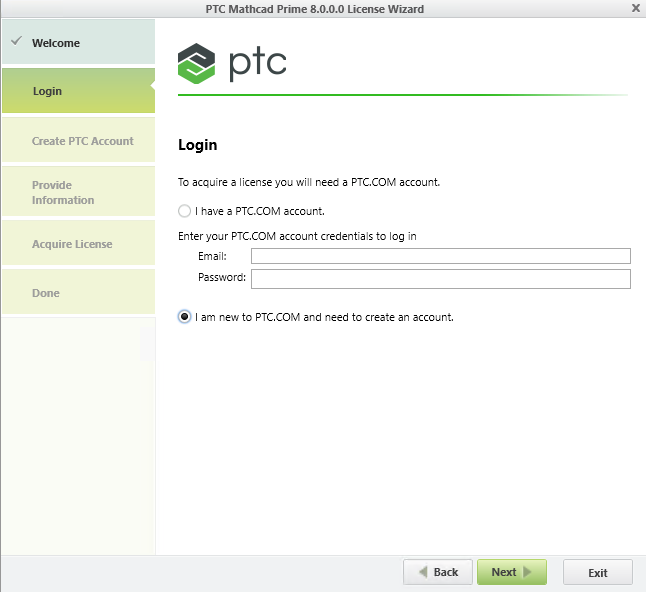 PTC Mathcad Prime 8.0.0.0 License Wizard
Welcome
Login
Create PTC Account
Provide
Information
Acquire License
Done
ptc
Login
To acquire a license you will need a PTC.COM account.
I have a PTC.COM account.
Enter your PTC.COM account credentials to log in
Email:
Password:
I am new to PTC.COM and need to create an account.
Back
Next
Exit